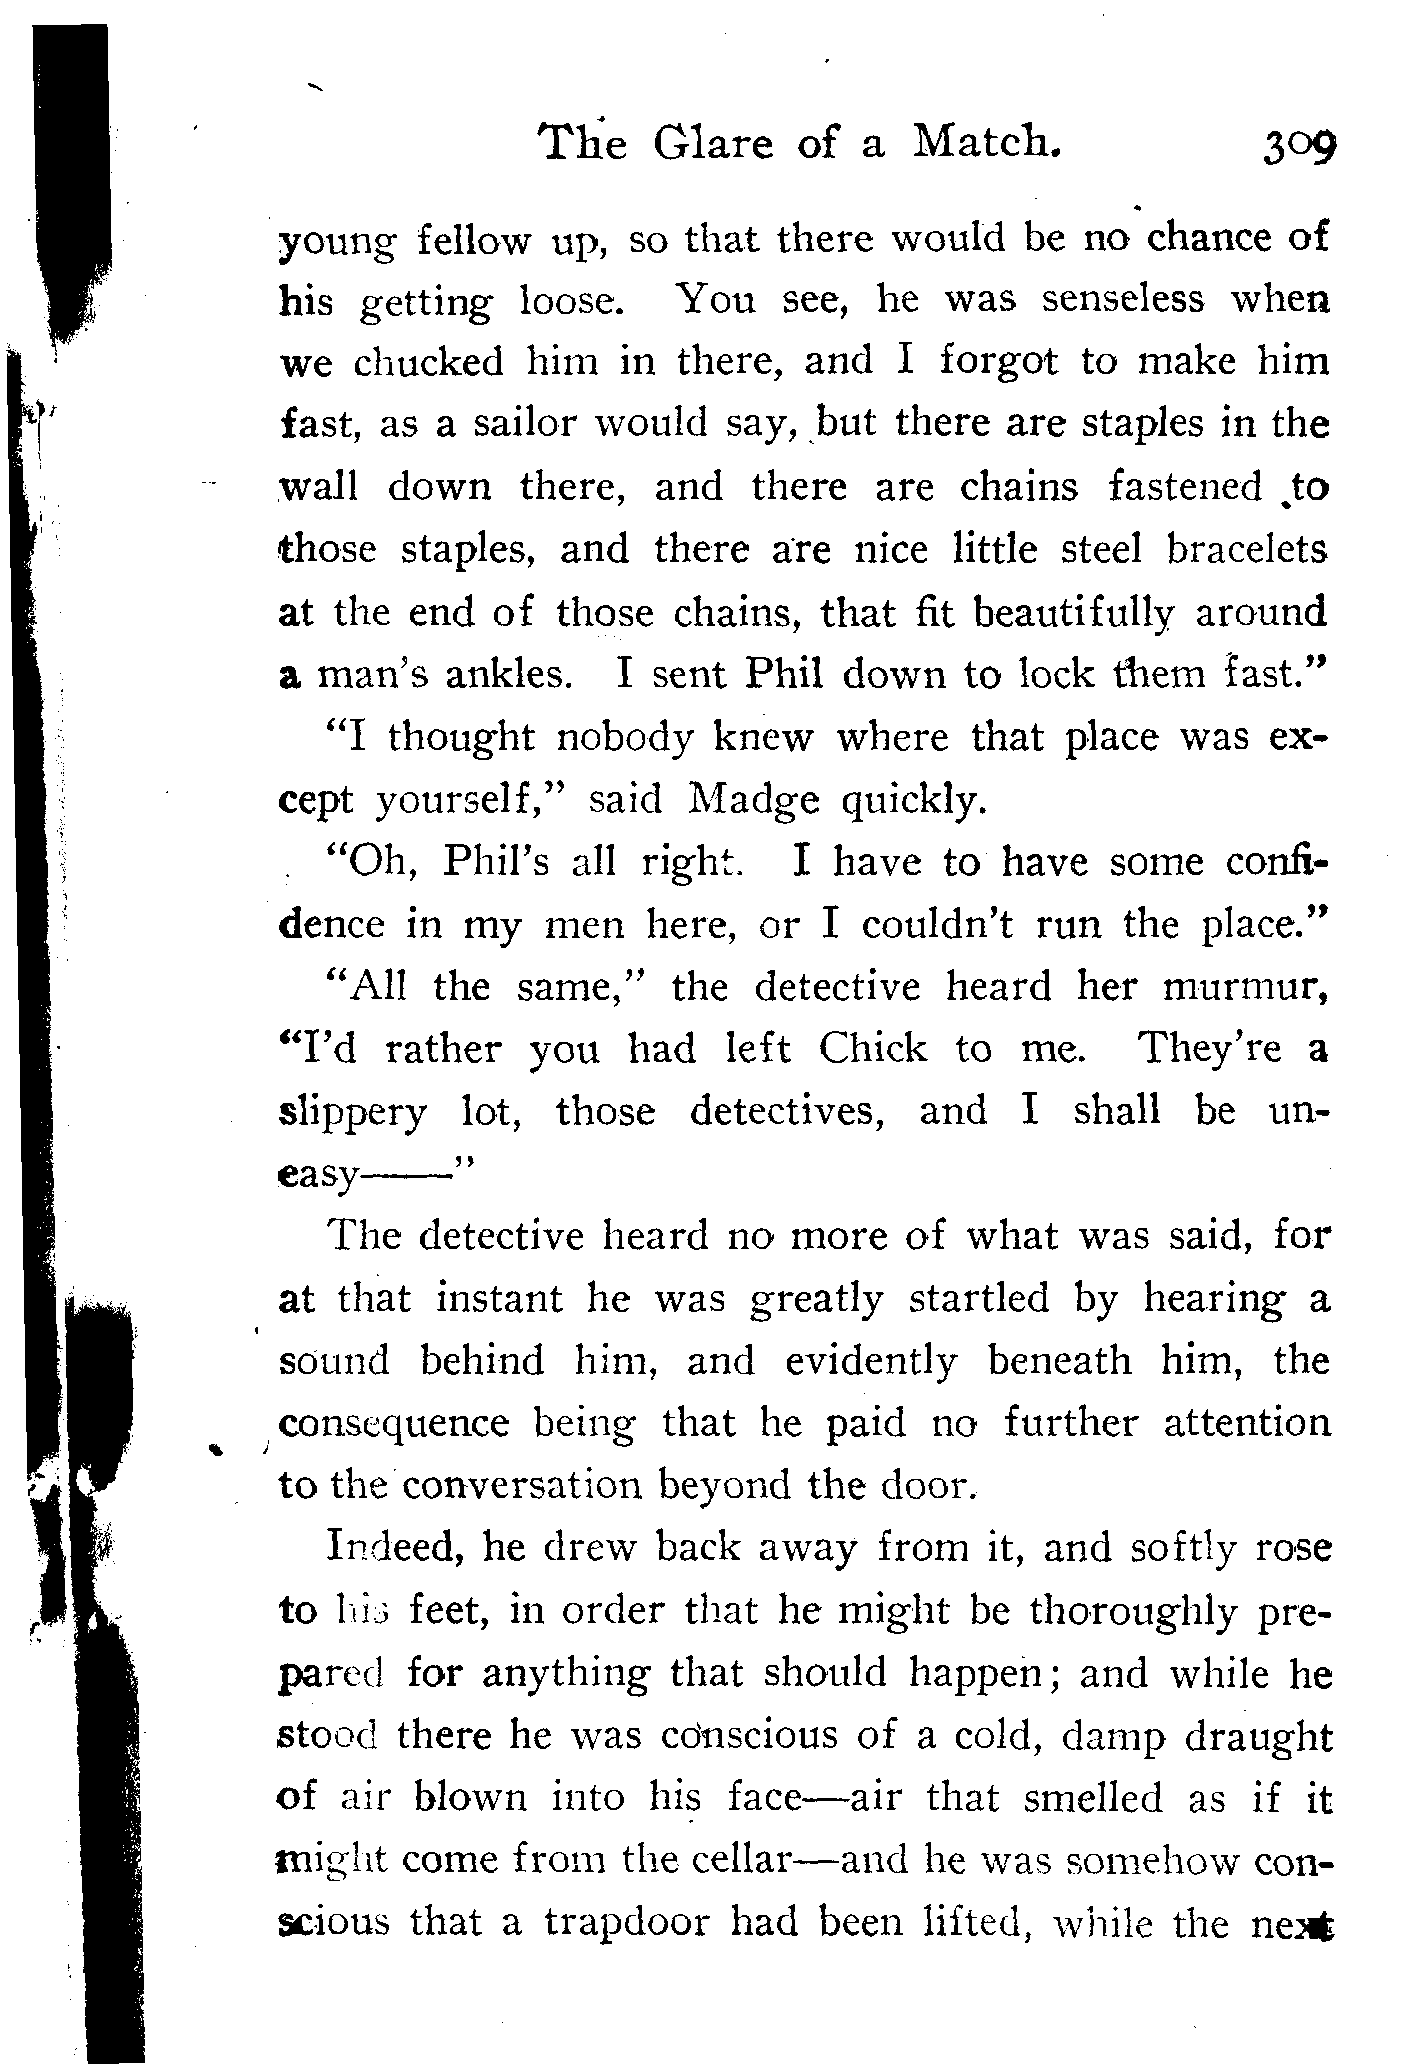 The Glare of a Match. 309
young fellow up, so that there would be no chance of
his getting loose. You see, he was senseless when
we chucked him in there, and I forgot to make him
fast, as a sailor would say, but there are staples in the
wall down there, and there are chains fastened to
those staples, and there are nice little steel bracelets
at the end of those chains, that fit beautifully around
a man's ankles. I sent Phil down to lock them fast."
"I thought nobody knew where that place was ex-
cept yourself," said Madge quickly.
"Oh, Phil's all right. I have to have some confi-
dence in my men here, or I couldn't run the place."
"All the same," the detective heard her murmur,
"I'd rather you had left Chick to me. They're a
slippery lot, those detectives, and I shall be un-
easy——"
The detective heard no more of what was said, for
at that instant he was greatly startled by hearing a
sound behind him, and evidently beneath him, the
consequence being that he paid no further attention
to the conversation beyond the door.
Indeed, he drew back away from it, and softly rose
to his feet, in order that he might be thoroughly pre-
pared for anything that should happen; and while he
stood there he was conscious of a cold, damp draught
of air blown into his face—air that smelled as if it
might come from the cellar—and he was somehow con-
scious that a trapdoor had been lifted, while the next